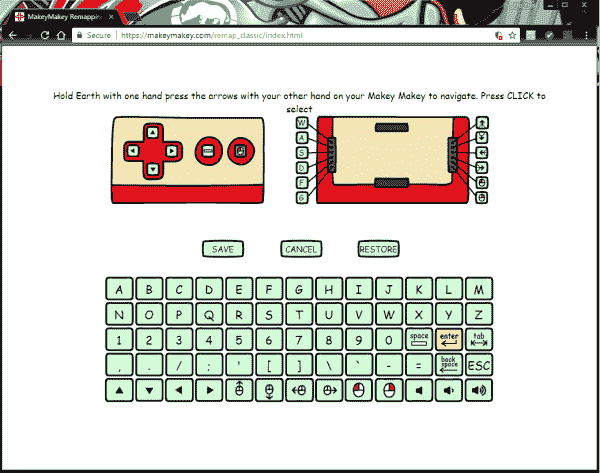 MakeyMakey Remapping
Secure https://makeymakey.com/remap_classic/index.html
Hold Earth with one hand press the arrows with your other hand on your Makey Makey to navigate. Press CLICK to
select
W
A
S
D
F
G
SAVE CANCEL RESTORE
A B C D E F G H I J K L M
N O P Q R S T U V W X Y Z
1 2 3 4 5 6 7 8 9 0 space enter tab
, . / ; ' [ ] \ ` - = back space ESC